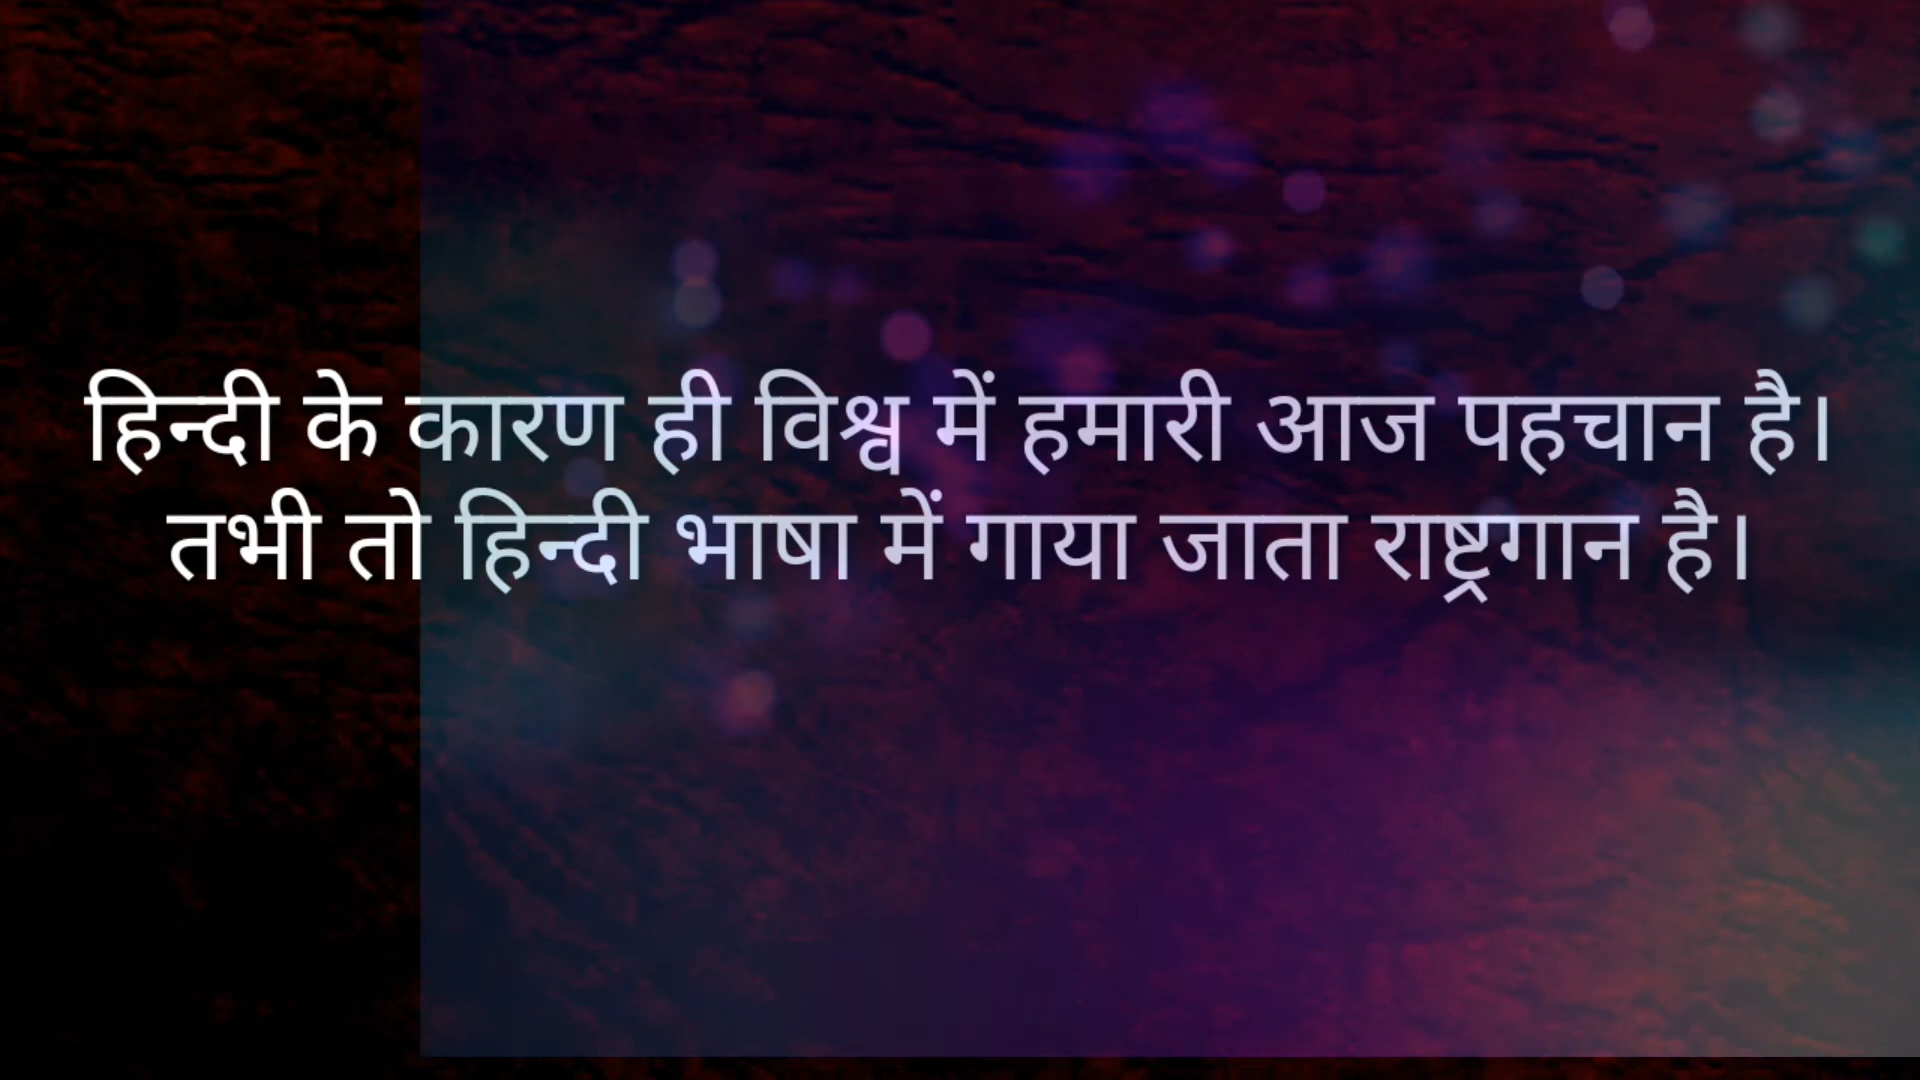 हिन्दी के कारण ही विश्व में हमारी आज पहचान है।
तभी तो हिन्दी भाषा में गाया जाता राष्ट्रगान है।